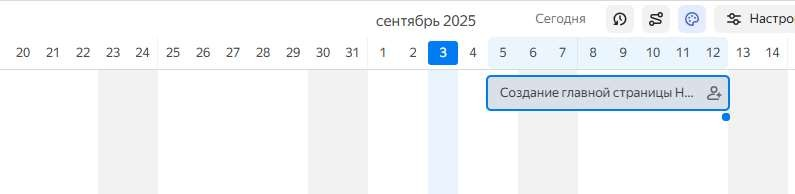 сентябрь 2025 Сегодня Настро
20 21 22 23 24 25 26 27 28 29 30 31 1 2 3 4 5 6 7 8 9 10 11 12 13 14
Создание главной страницы Н...